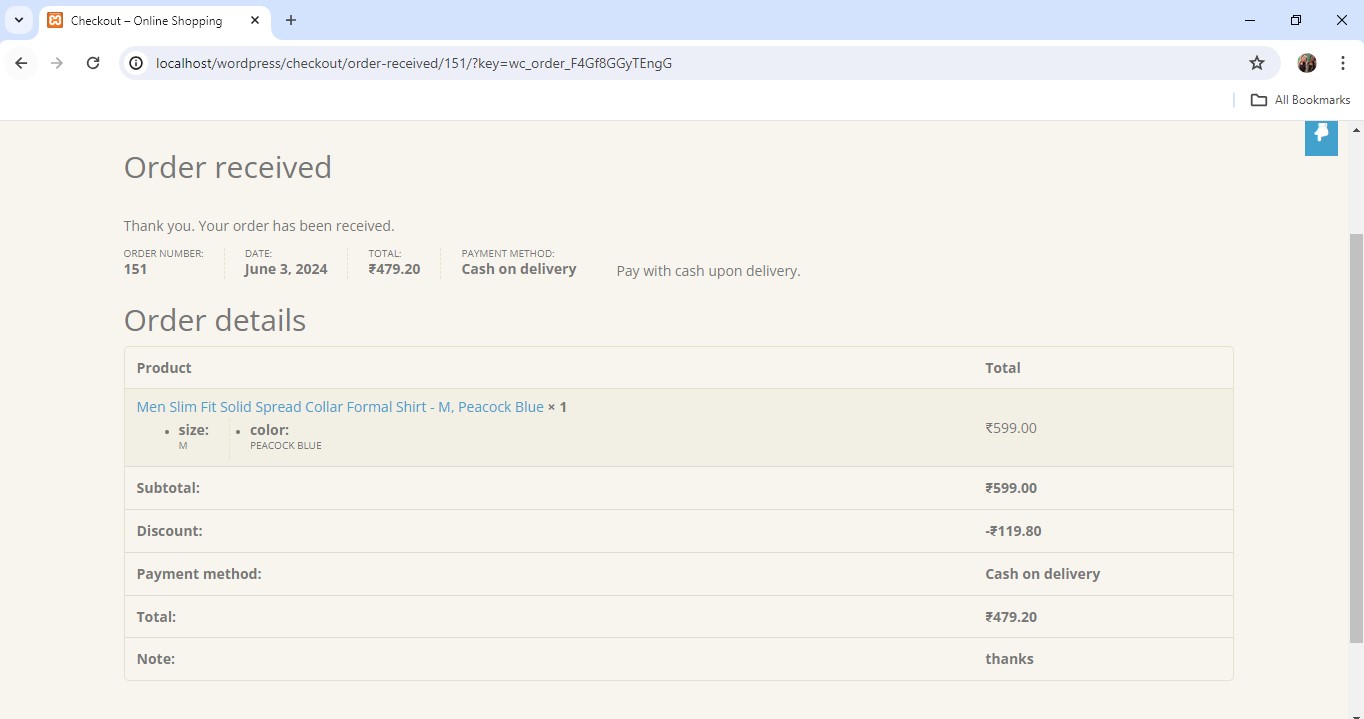 Checkout – Online Shopping
localhost/wordpress/checkout/order-received/151/?key=wc_order_F4Gf8GGyTEngG
All Bookmarks
Order received
Thank you. Your order has been received.
ORDER NUMBER: DATE: TOTAL: PAYMENT METHOD:
151 June 3, 2024 ₹479.20 Cash on delivery Pay with cash upon delivery.
Order details
Product Total
Men Slim Fit Solid Spread Collar Formal Shirt - M, Peacock Blue × 1
₹599.00
• size: • color:
M PEACOCK BLUE
Subtotal: ₹599.00
Discount: -₹119.80
Payment method: Cash on delivery
Total: ₹479.20
Note: thanks